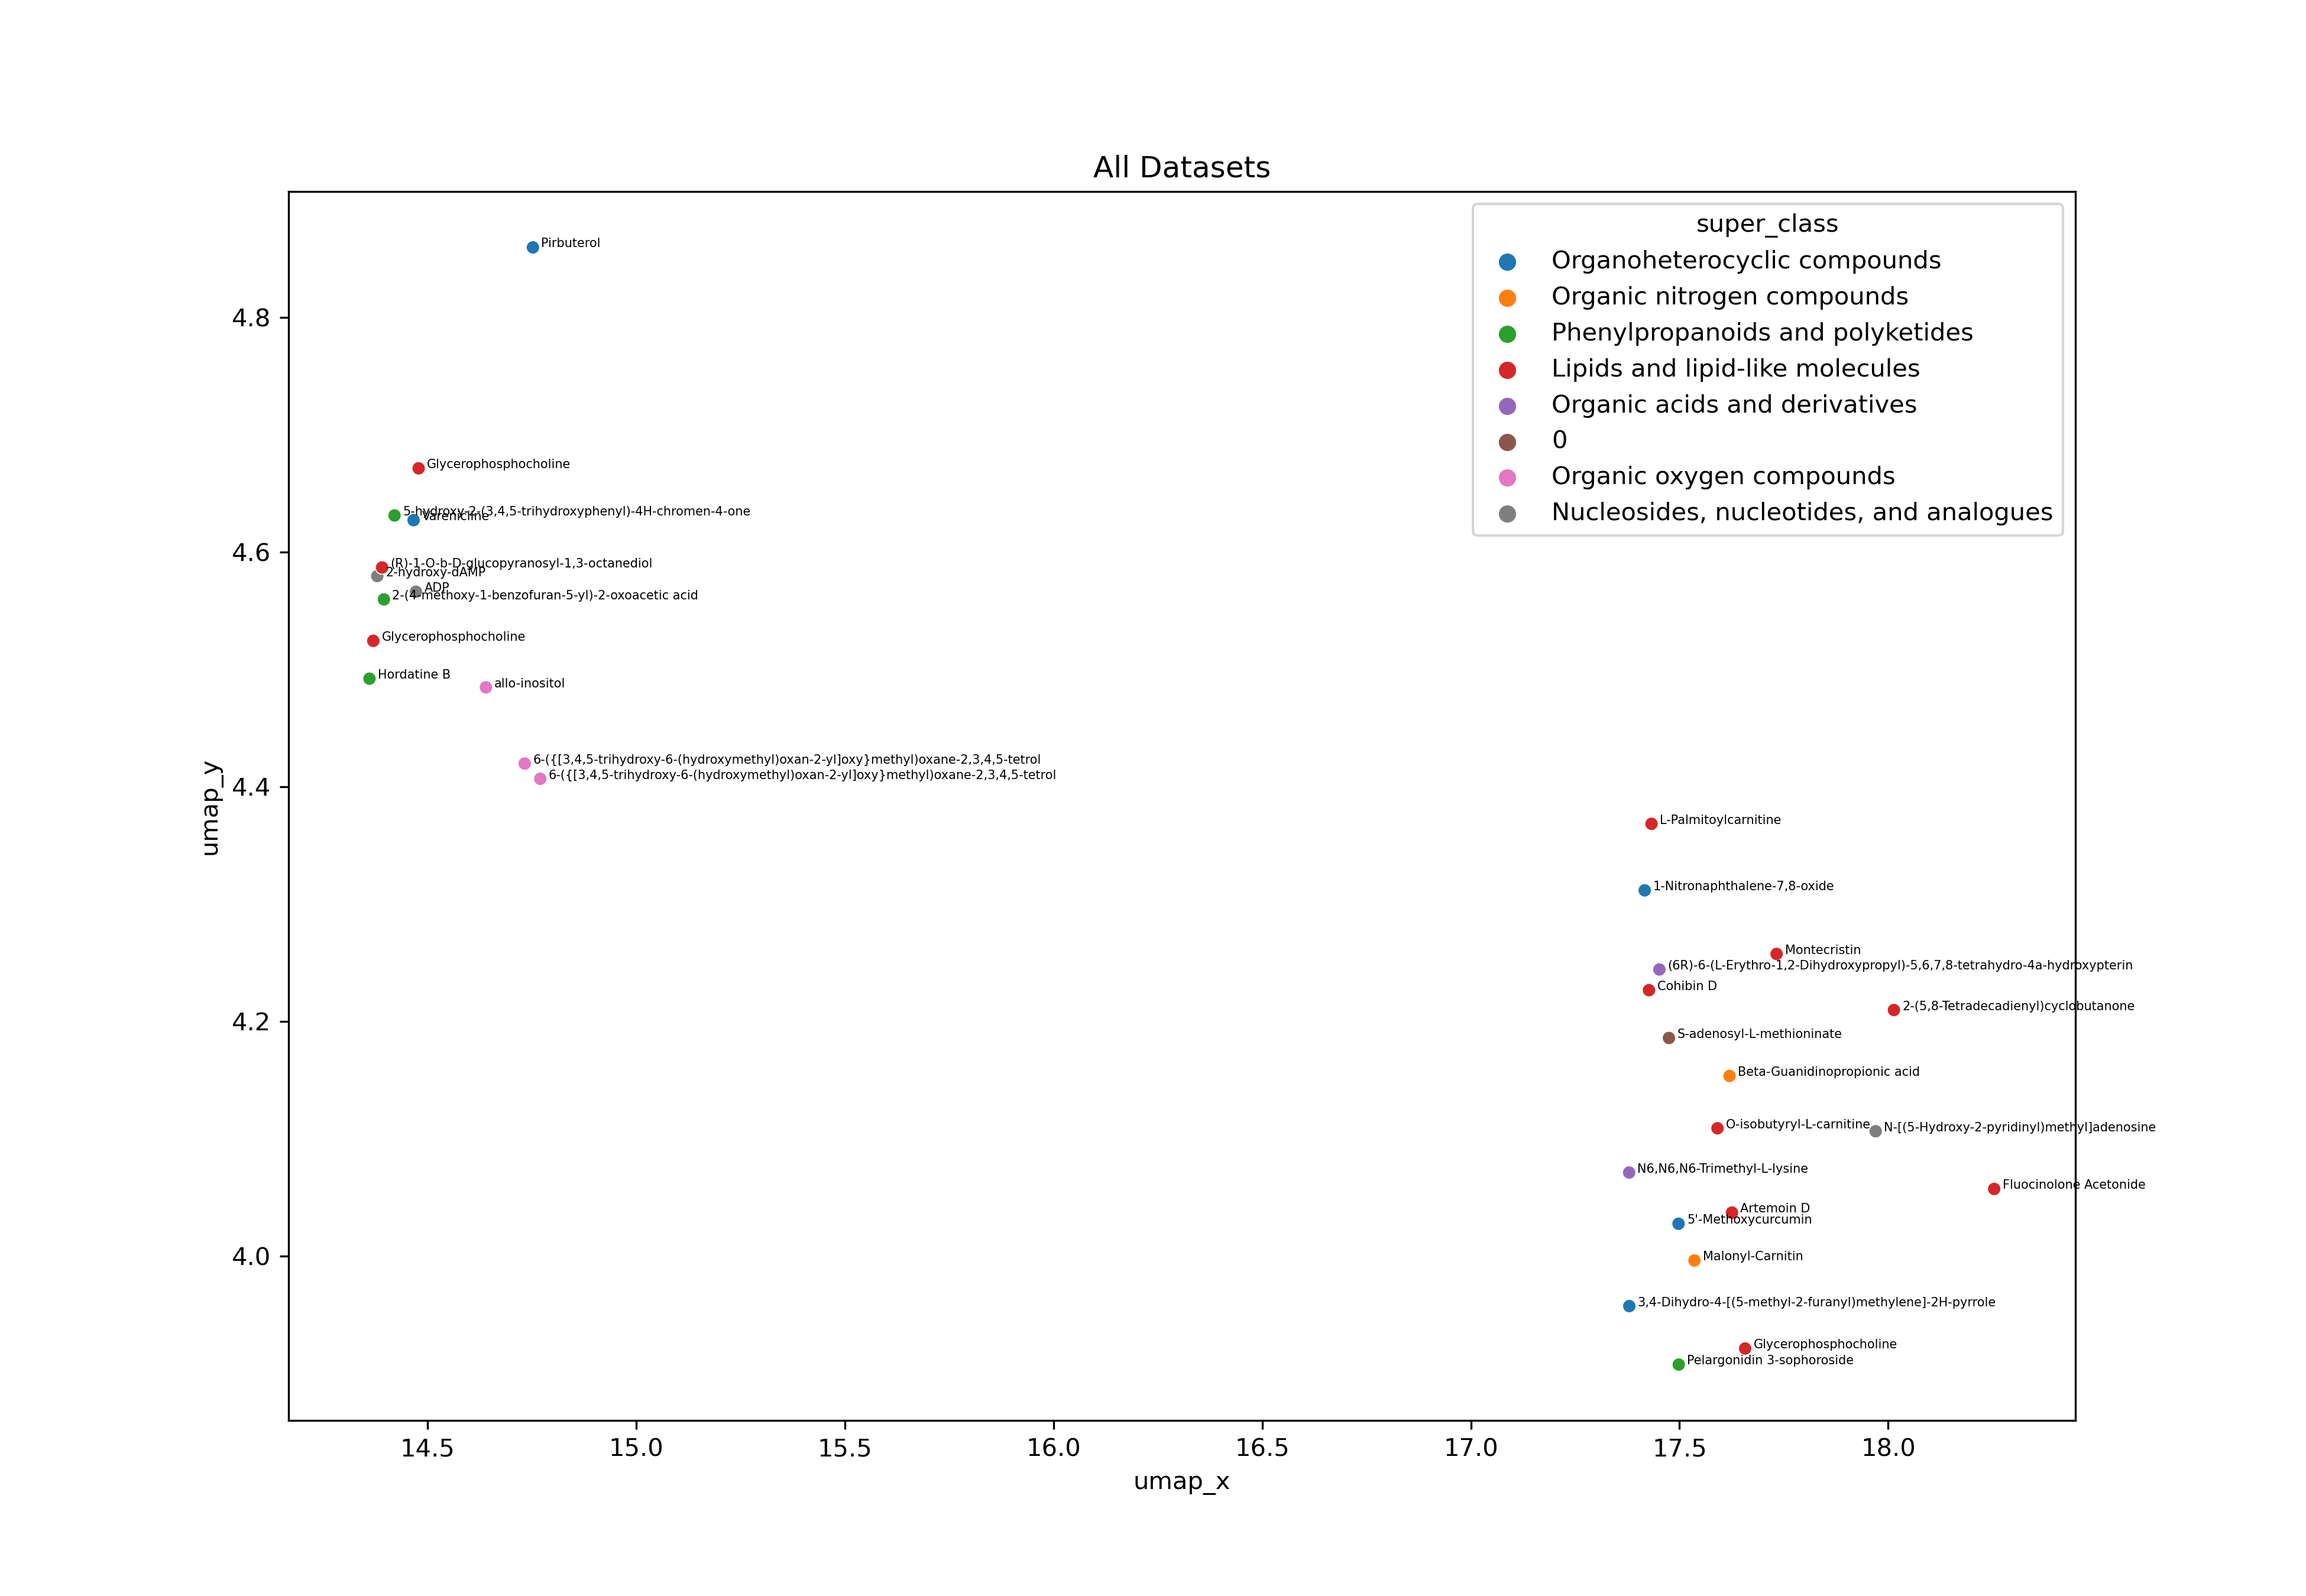 All Datasets
super_class
Organoheterocyclic compounds
Organic nitrogen compounds
Phenylpropanoids and polyketides
Lipids and lipid-like molecules
Organic acids and derivatives
0
Organic oxygen compounds
Nucleosides, nucleotides, and analogues
Pirbuterol
Glycerophosphocholine
5-hydroxy-2-(3,4,5-trihydroxyphenyl)-4H-chromen-4-one
Varenicline
(R)-1-O-b-D-glucopyranosyl-1,3-octanediol
2-hydroxy-dAMP
ADP
2-(4-methoxy-1-benzofuran-5-yl)-2-oxoacetic acid
Glycerophosphocholine
Hordatine B
allo-inositol
6-({[3,4,5-trihydroxy-6-(hydroxymethyl)oxan-2-yl]oxy}methyl)oxane-2,3,4,5-tetrol
6-({[3,4,5-trihydroxy-6-(hydroxymethyl)oxan-2-yl]oxy}methyl)oxane-2,3,4,5-tetrol
L-Palmitoylcarnitine
1-Nitronaphthalene-7,8-oxide
Montecristin
(6R)-6-(L-Erythro-1,2-Dihydroxypropyl)-5,6,7,8-tetrahydro-4a-hydroxypterin
Cohibin D
2-(5,8-Tetradecadienyl)cyclobutanone
S-adenosyl-L-methioninate
Beta-Guanidinopropionic acid
O-isobutyryl-L-carnitine
N-[(5-Hydroxy-2-pyridinyl)methyl]adenosine
N6,N6,N6-Trimethyl-L-lysine
Fluocinolone Acetonide
Artemoin D
5'-Methoxycurcumin
Malonyl-Carnitin
3,4-Dihydro-4-[(5-methyl-2-furanyl)methylene]-2H-pyrrole
Glycerophosphocholine
Pelargonidin 3-sophoroside
umap_y
4.8
4.6
4.4
4.2
4.0
14.5
15.0
15.5
16.0
16.5
17.0
17.5
18.0
umap_x